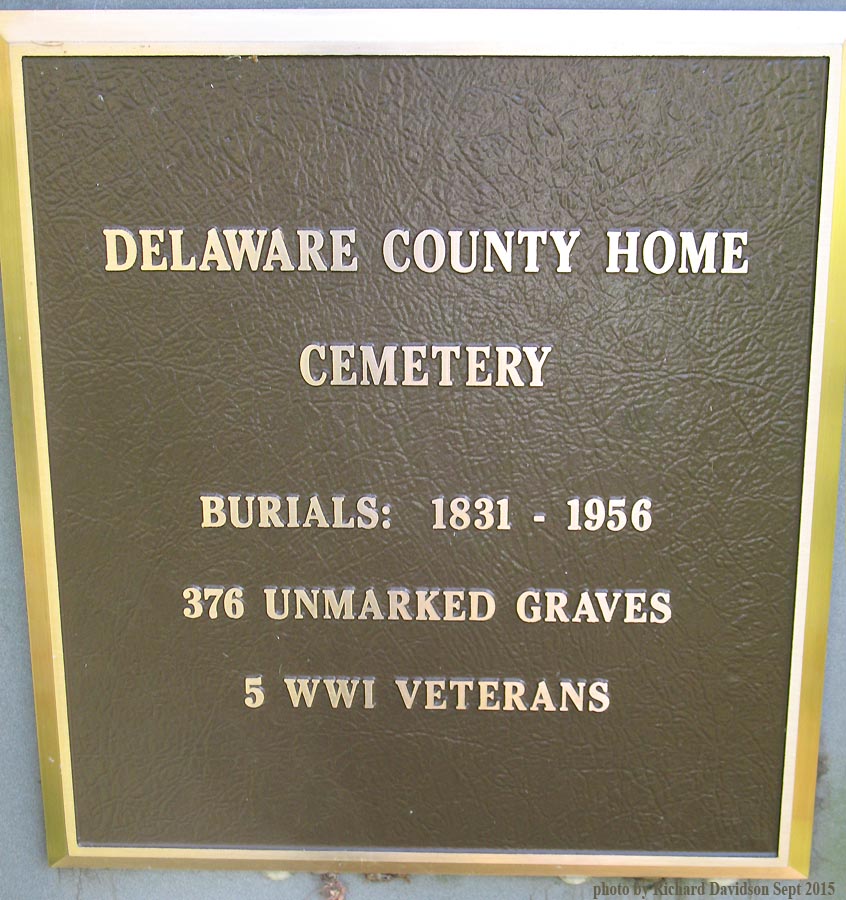 DELAWARE COUNTY HOME
CEMETERY
BURIALS: 1831 - 1956
376 UNMARKED GRAVES
5 WWI VETERANS
photo by Richard Davidson Sept 2015